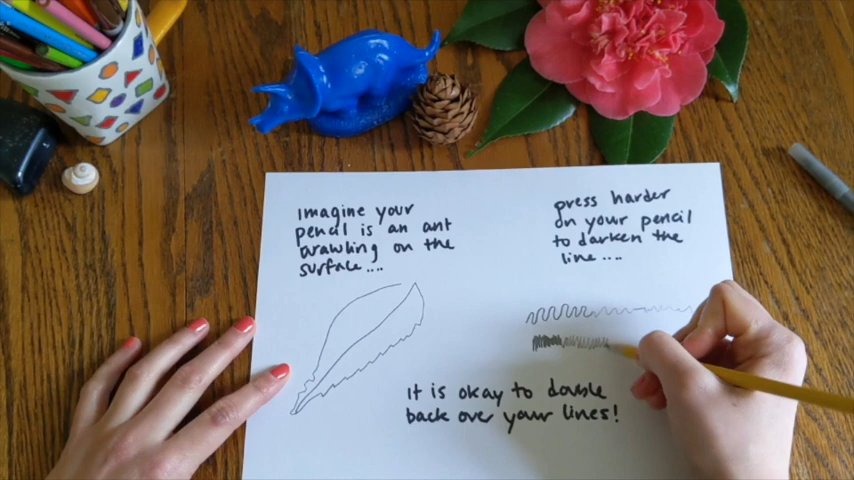 Imagine your
pencil is an ant
crawling on the
surface....
press harder
on your pencil
to darken the
line....
It is okay to double
back over your lines!